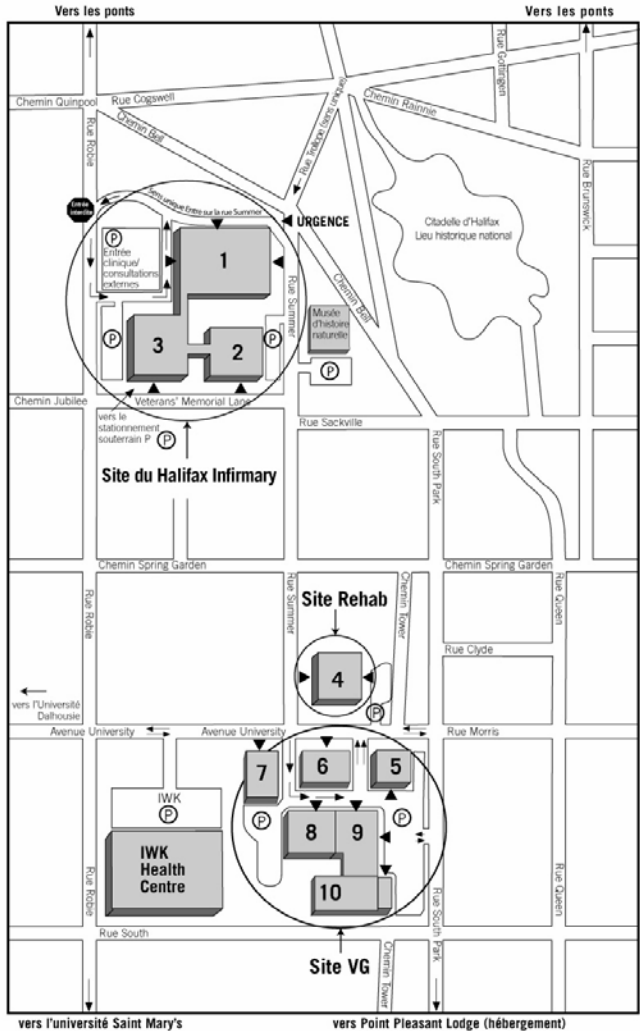 Vers les ponts
Vers les ponts
Rue Gottingen
Chemin Quinpool
Rue Cogswell
Chemin Rainnie
Rue Robie
Chemin Bell
Rue Trollope (sens unique)
Rue Brunswick
Sens unique Entre sur la rue Summer
Entrée
interdite
URGENCE
Citadelle d'Halifax
Lieu historique national
P
Entrée
clinique/
consultations
externes
1
Rue Summer
Chemin Bell
Musée
d'histoire
naturelle
P
3
2
P
P
Chemin Jubilee
Veterans' Memorial Lane
vers le
stationnement
souterrain P
P
Rue Sackville
Rue South Park
Site du Halifax Infirmary
Chemin Spring Garden
Chemin Spring Garden
Rue Robie
Rue Summer
Site Rehab
Chemin Tower
Rue Queen
Rue Clyde
4
vers l'Université
Dalhousie
P
Avenue University
Avenue University
Rue Morris
7
6
5
IWK
P
P
8
9
P
IWK
Health
Centre
10
Rue Robie
Rue Queen
Rue South Park
Rue South
Site VG
Chemin Tower
vers l'université Saint Mary's
vers Point Pleasant Lodge (hébergement)